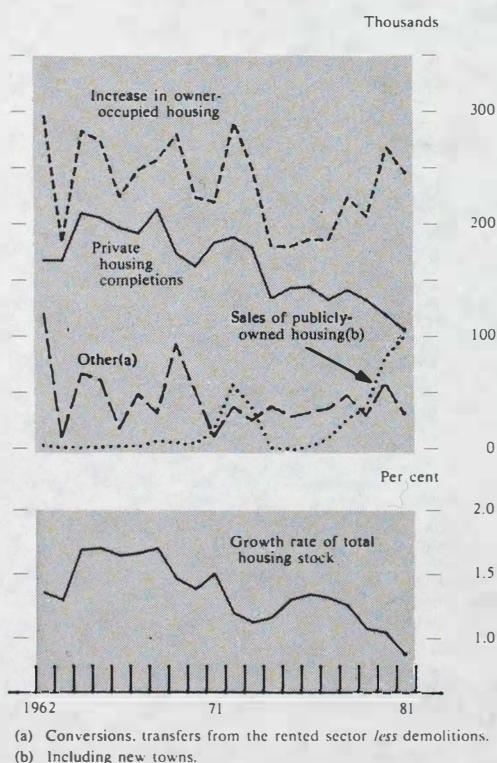 Thousands
Increase in owner-
occupied housing
300
200
Private
housing
completions
Sales of publicly-
owned housing(b)
100
Other(a)
0
Per cent
2.0
Growth rate of total
housing stock
1.5
1.0
1962
71
81
(a) Conversions, transfers from the rented sector less demolitions.
(b) Including new towns.